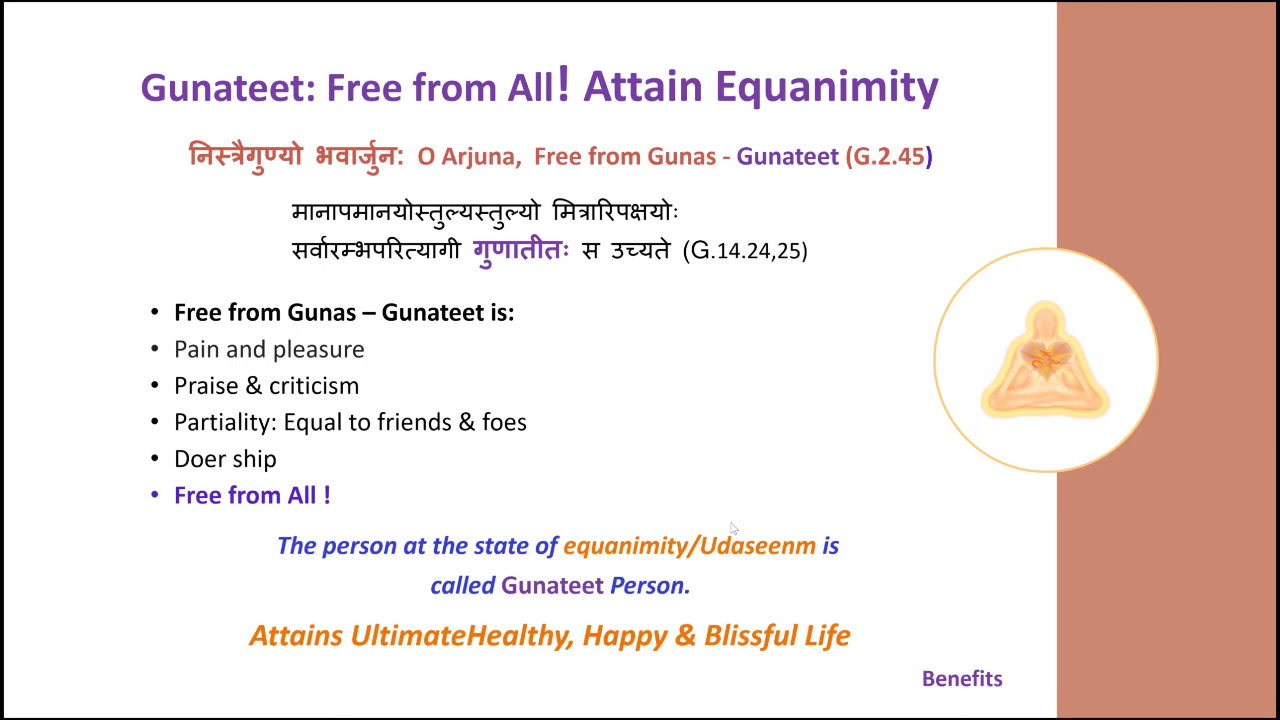 Gunateet: Free from All! Attain Equanimity
निस्त्रैगुण्यो भवार्जुन: O Arjuna, Free from Gunas - Gunateet (G.2.45)
मानापमानयोस्तुल्यस्तुल्यो मित्रारिपक्षयोः
सर्वारम्भपरित्यागी गुणातीतः स उच्यते (G.14.24,25)
• Free from Gunas – Gunateet is:
• Pain and pleasure
• Praise & criticism
• Partiality: Equal to friends & foes
• Doer ship
• Free from All !
The person at the state of equanimity/Udaseenm is
called Gunateet Person.
Attains UltimateHealthy, Happy & Blissful Life
Benefits